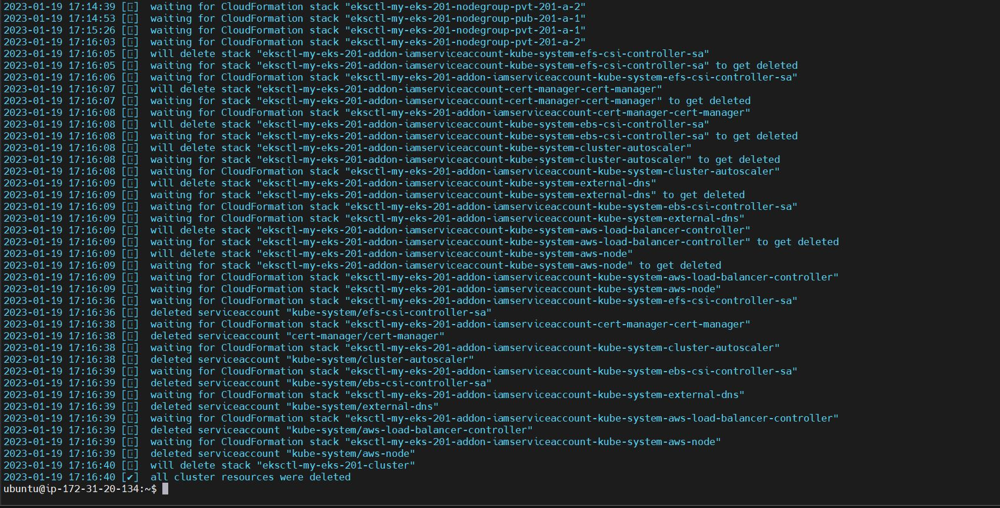 2023-01-19 17:14:39 [ℹ]  waiting for CloudFormation stack "eksctl-my-eks-201-nodegroup-pvt-201-a-2"
2023-01-19 17:14:53 [ℹ]  waiting for CloudFormation stack "eksctl-my-eks-201-nodegroup-pub-201-a-1"
2023-01-19 17:15:26 [ℹ]  waiting for CloudFormation stack "eksctl-my-eks-201-nodegroup-pvt-201-a-1"
2023-01-19 17:16:03 [ℹ]  waiting for CloudFormation stack "eksctl-my-eks-201-nodegroup-pvt-201-a-2"
2023-01-19 17:16:05 [ℹ]  will delete stack "eksctl-my-eks-201-addon-iamserviceaccount-kube-system-efs-csi-controller-sa"
2023-01-19 17:16:05 [ℹ]  waiting for stack "eksctl-my-eks-201-addon-iamserviceaccount-kube-system-efs-csi-controller-sa" to get deleted
2023-01-19 17:16:06 [ℹ]  waiting for CloudFormation stack "eksctl-my-eks-201-addon-iamserviceaccount-kube-system-efs-csi-controller-sa"
2023-01-19 17:16:07 [ℹ]  will delete stack "eksctl-my-eks-201-addon-iamserviceaccount-cert-manager-cert-manager"
2023-01-19 17:16:07 [ℹ]  waiting for stack "eksctl-my-eks-201-addon-iamserviceaccount-cert-manager-cert-manager" to get deleted
2023-01-19 17:16:08 [ℹ]  waiting for CloudFormation stack "eksctl-my-eks-201-addon-iamserviceaccount-cert-manager-cert-manager"
2023-01-19 17:16:08 [ℹ]  will delete stack "eksctl-my-eks-201-addon-iamserviceaccount-kube-system-ebs-csi-controller-sa"
2023-01-19 17:16:08 [ℹ]  waiting for stack "eksctl-my-eks-201-addon-iamserviceaccount-kube-system-ebs-csi-controller-sa" to get deleted
2023-01-19 17:16:08 [ℹ]  will delete stack "eksctl-my-eks-201-addon-iamserviceaccount-kube-system-cluster-autoscaler"
2023-01-19 17:16:08 [ℹ]  waiting for stack "eksctl-my-eks-201-addon-iamserviceaccount-kube-system-cluster-autoscaler" to get deleted
2023-01-19 17:16:08 [ℹ]  waiting for CloudFormation stack "eksctl-my-eks-201-addon-iamserviceaccount-kube-system-cluster-autoscaler"
2023-01-19 17:16:09 [ℹ]  will delete stack "eksctl-my-eks-201-addon-iamserviceaccount-kube-system-external-dns"
2023-01-19 17:16:09 [ℹ]  waiting for stack "eksctl-my-eks-201-addon-iamserviceaccount-kube-system-external-dns" to get deleted
2023-01-19 17:16:09 [ℹ]  waiting for CloudFormation stack "eksctl-my-eks-201-addon-iamserviceaccount-kube-system-ebs-csi-controller-sa"
2023-01-19 17:16:09 [ℹ]  waiting for CloudFormation stack "eksctl-my-eks-201-addon-iamserviceaccount-kube-system-external-dns"
2023-01-19 17:16:09 [ℹ]  will delete stack "eksctl-my-eks-201-addon-iamserviceaccount-kube-system-aws-load-balancer-controller"
2023-01-19 17:16:09 [ℹ]  waiting for stack "eksctl-my-eks-201-addon-iamserviceaccount-kube-system-aws-load-balancer-controller" to get deleted
2023-01-19 17:16:09 [ℹ]  will delete stack "eksctl-my-eks-201-addon-iamserviceaccount-kube-system-aws-node"
2023-01-19 17:16:09 [ℹ]  waiting for stack "eksctl-my-eks-201-addon-iamserviceaccount-kube-system-aws-node" to get deleted
2023-01-19 17:16:09 [ℹ]  waiting for CloudFormation stack "eksctl-my-eks-201-addon-iamserviceaccount-kube-system-aws-load-balancer-controller"
2023-01-19 17:16:09 [ℹ]  waiting for CloudFormation stack "eksctl-my-eks-201-addon-iamserviceaccount-kube-system-aws-node"
2023-01-19 17:16:36 [ℹ]  waiting for CloudFormation stack "eksctl-my-eks-201-addon-iamserviceaccount-kube-system-efs-csi-controller-sa"
2023-01-19 17:16:36 [ℹ]  deleted serviceaccount "kube-system/efs-csi-controller-sa"
2023-01-19 17:16:38 [ℹ]  waiting for CloudFormation stack "eksctl-my-eks-201-addon-iamserviceaccount-cert-manager-cert-manager"
2023-01-19 17:16:38 [ℹ]  deleted serviceaccount "cert-manager/cert-manager"
2023-01-19 17:16:38 [ℹ]  waiting for CloudFormation stack "eksctl-my-eks-201-addon-iamserviceaccount-kube-system-cluster-autoscaler"
2023-01-19 17:16:38 [ℹ]  deleted serviceaccount "kube-system/cluster-autoscaler"
2023-01-19 17:16:39 [ℹ]  waiting for CloudFormation stack "eksctl-my-eks-201-addon-iamserviceaccount-kube-system-ebs-csi-controller-sa"
2023-01-19 17:16:39 [ℹ]  deleted serviceaccount "kube-system/ebs-csi-controller-sa"
2023-01-19 17:16:39 [ℹ]  waiting for CloudFormation stack "eksctl-my-eks-201-addon-iamserviceaccount-kube-system-external-dns"
2023-01-19 17:16:39 [ℹ]  deleted serviceaccount "kube-system/external-dns"
2023-01-19 17:16:39 [ℹ]  waiting for CloudFormation stack "eksctl-my-eks-201-addon-iamserviceaccount-kube-system-aws-load-balancer-controller"
2023-01-19 17:16:39 [ℹ]  deleted serviceaccount "kube-system/aws-load-balancer-controller"
2023-01-19 17:16:39 [ℹ]  waiting for CloudFormation stack "eksctl-my-eks-201-addon-iamserviceaccount-kube-system-aws-node"
2023-01-19 17:16:39 [ℹ]  deleted serviceaccount "kube-system/aws-node"
2023-01-19 17:16:40 [ℹ]  will delete stack "eksctl-my-eks-201-cluster"
2023-01-19 17:16:40 [✔]  all cluster resources were deleted
ubuntu@ip-172-31-20-134:~$